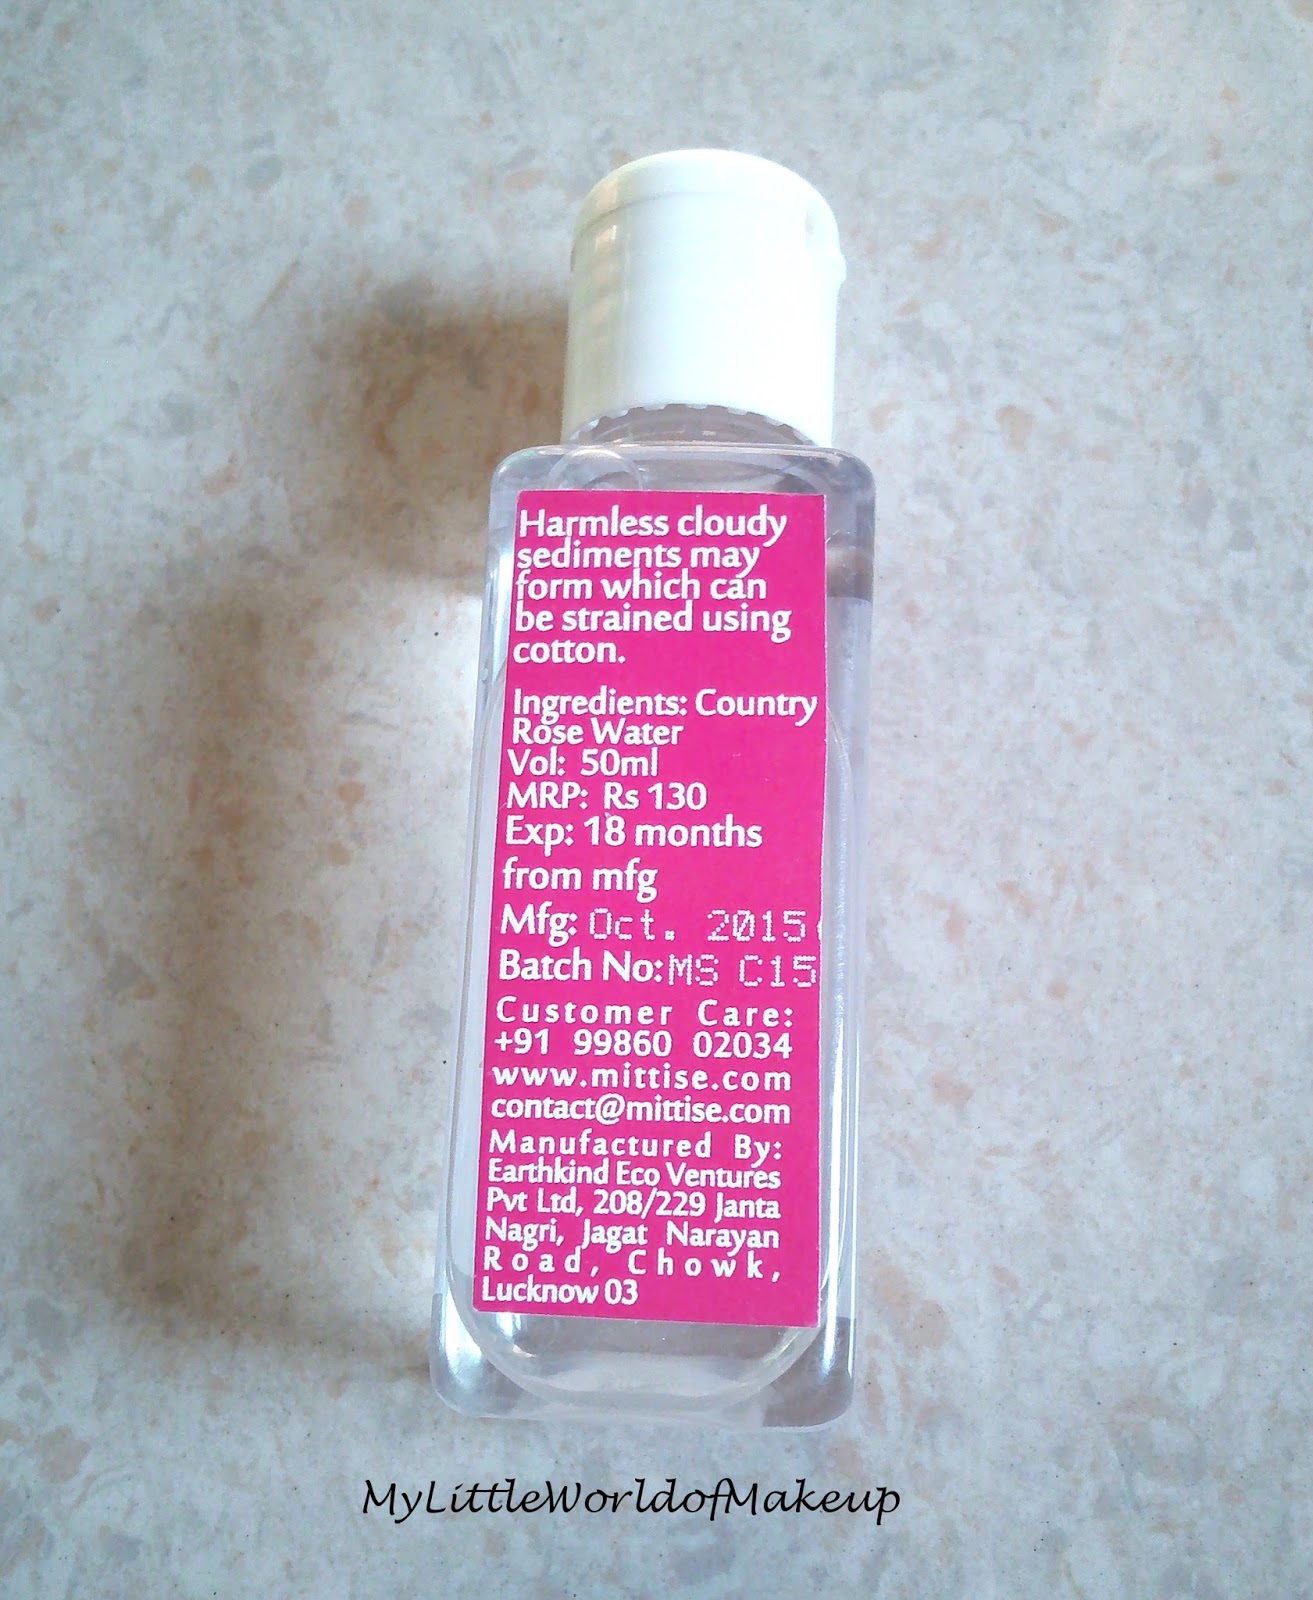 Harmless cloudy
sediments may
form which can
be strained using
cotton.
Ingredients: Country
Rose Water
Vol: 50ml
MRP: Rs 130
Exp: 18 months
from mfg
Mfg: Oct. 2015
Batch No: MS C15
Customer Care:
+91 99860 02034
www.mittise.com
contact@mittise.com
Manufactured By:
Earthkind Eco Ventures
Pvt Ltd, 208/229 Janta
Nagri, Jagat Narayan
Road, Chowk,
Lucknow 03
MyLittleWorldofMakeup